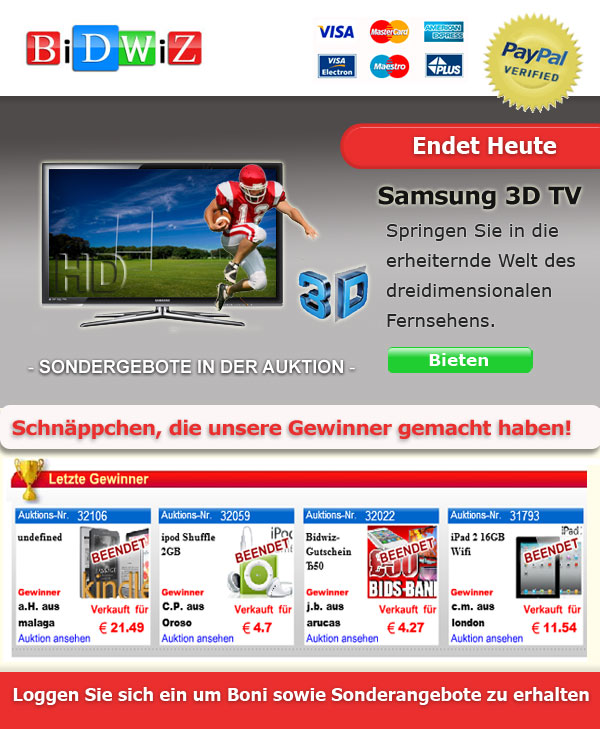 BiDWiZ
VISA MasterCard AMERICAN EXPRESS
VISA Electron Maestro PLUS
PayPal
VERIFIED
Endet Heute
Samsung 3D TV
Springen Sie in die
erheiternde Welt des
dreidimensionalen
Fernsehens.
HD
12
SAMSUNG
3D
- SONDERGEBOTE IN DER AUKTION -
Bieten
Schnäppchen, die unsere Gewinner gemacht haben!
Letzte Gewinner
Auktions-Nr. 32106
undefined
BEENDET
kindle
Gewinner
a.H. aus
malaga
Verkauft für
€ 21.49
Auktion ansehen
Auktions-Nr. 32059
ipod Shuffle
2GB
iPod
BEENDET
Gewinner
C.P. aus
Oroso
Verkauft für
€ 4.7
Auktion ansehen
Auktions-Nr. 32022
Bidwiz-
Gutschein
Ђ50
£50
BEENDET
BIDS-BAN
Gewinner
j.b. aus
arucas
Verkauft für
€ 4.27
Auktion ansehen
Auktions-Nr. 31793
iPad 2 16GB
Wifi
iPad
BEENDET
Gewinner
c.m. aus
london
Verkauft für
€ 11.54
Auktion ansehen
Loggen Sie sich ein um Boni sowie Sonderangebote zu erhalten